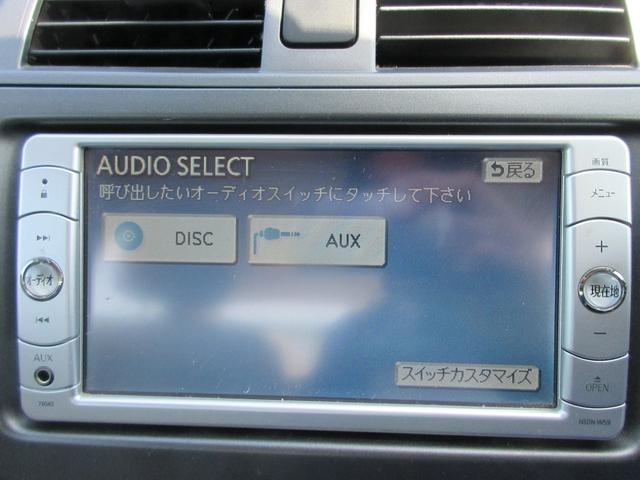 AUDIO SELECT
戻る
呼び出したいオーディオスイッチにタッチして下さい
DISC
AUX
スイッチカスタマイズ
オーディオ
AUX
画質
メニュー
+
現在地
−
OPEN
NSDN-W59